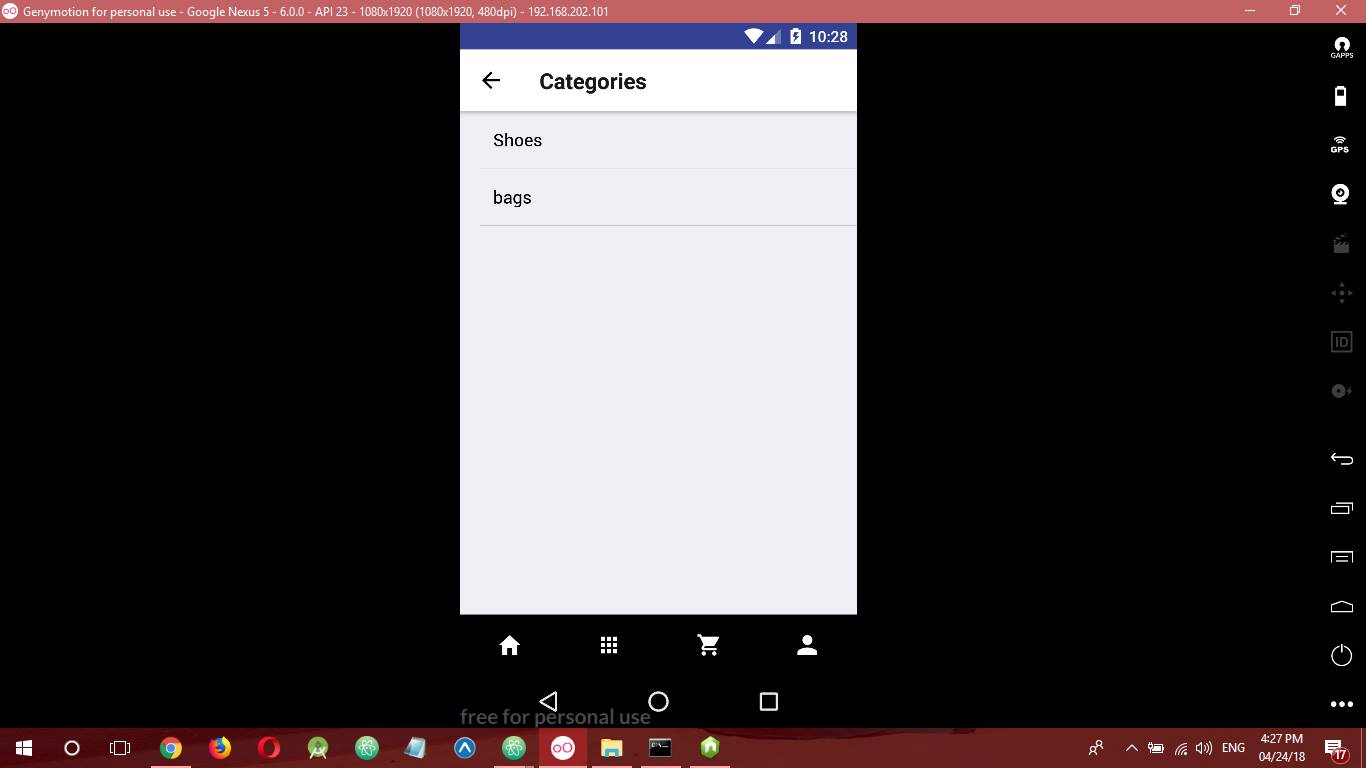 Genymotion for personal use - Google Nexus 5 - 6.0.0 - API 23 - 1080x1920 (1080x1920, 480dpi) - 192.168.202.101
10:28
Categories
Shoes
bags
free for personal use
GAPPS
GPS
ID
ENG
4:27 PM
04/24/18
17